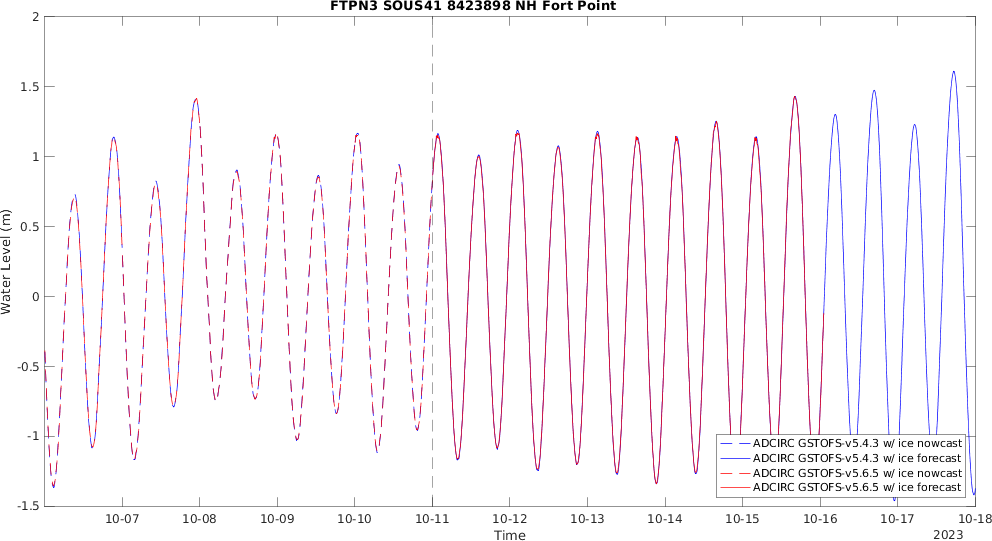 FTPN3 SOUS41 8423898 NH Fort Point
2
1.5
1
0.5
0
-0.5
-1
-1.5
Water Level (m)
ADCIRC GSTOFS-v5.4.3 w/ ice nowcast
ADCIRC GSTOFS-v5.4.3 w/ ice forecast
ADCIRC GSTOFS-v5.6.5 w/ ice nowcast
ADCIRC GSTOFS-v5.6.5 w/ ice forecast
10-07 10-08 10-09 10-10 10-11 10-12 10-13 10-14 10-15 10-16 10-17 10-18
Time
2023